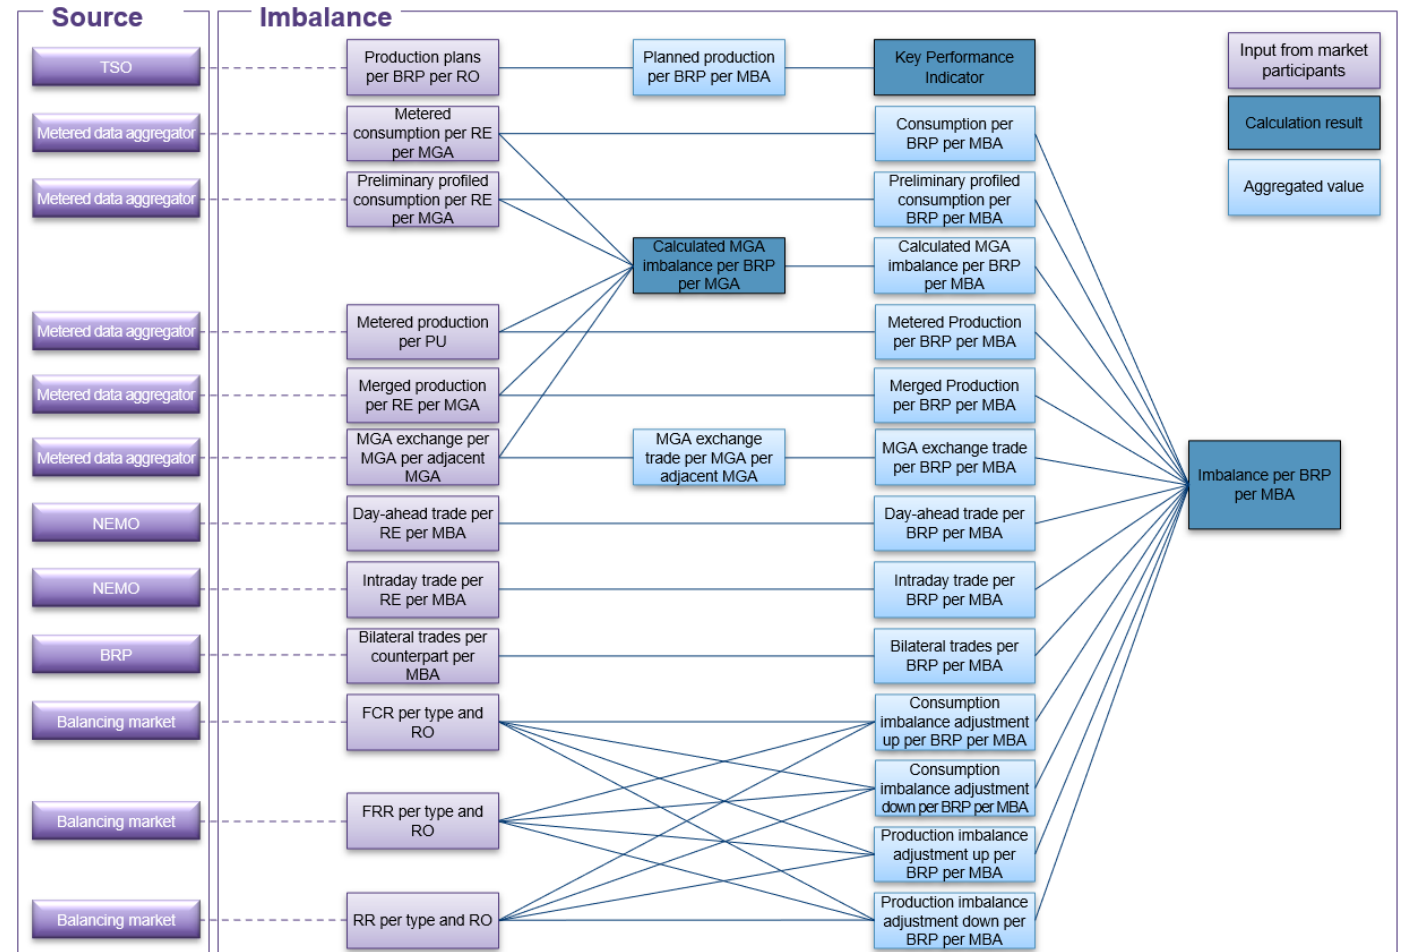 Source
Imbalance
TSO
Production plans
per BRP per RO
Planned production
per BRP per MBA
Key Performance
Indicator
Input from market
participants
Metered data aggregator
Metered
consumption per RE
per MGA
Consumption per
BRP per MBA
Calculation result
Metered data aggregator
Preliminary profiled
consumption per RE
per MGA
Preliminary profiled
consumption per
BRP per MBA
Aggregated value
Calculated MGA
imbalance per BRP
per MGA
Calculated MGA
imbalance per BRP
per MBA
Metered data aggregator
Metered production
per PU
Metered Production
per BRP per MBA
Metered data aggregator
Merged production
per RE per MGA
Merged Production
per BRP per MBA
Metered data aggregator
MGA exchange per
MGA per adjacent
MGA
MGA exchange
trade per MGA per
adjacent MGA
MGA exchange trade
per BRP per MBA
Imbalance per BRP
per MBA
NEMO
Day-ahead trade per
RE per MBA
Day-ahead trade per
BRP per MBA
NEMO
Intraday trade per
RE per MBA
Intraday trade per
BRP per MBA
BRP
Bilateral trades per
counterpart per
MBA
Bilateral trades per
BRP per MBA
Balancing market
FCR per type and
RO
Consumption
imbalance adjustment
up per BRP per MBA
Consumption
imbalance adjustment
down per BRP per MBA
Balancing market
FRR per type and
RO
Production imbalance
adjustment up per
BRP per MBA
Balancing market
RR per type and RO
Production imbalance
adjustment down per
BRP per MBA